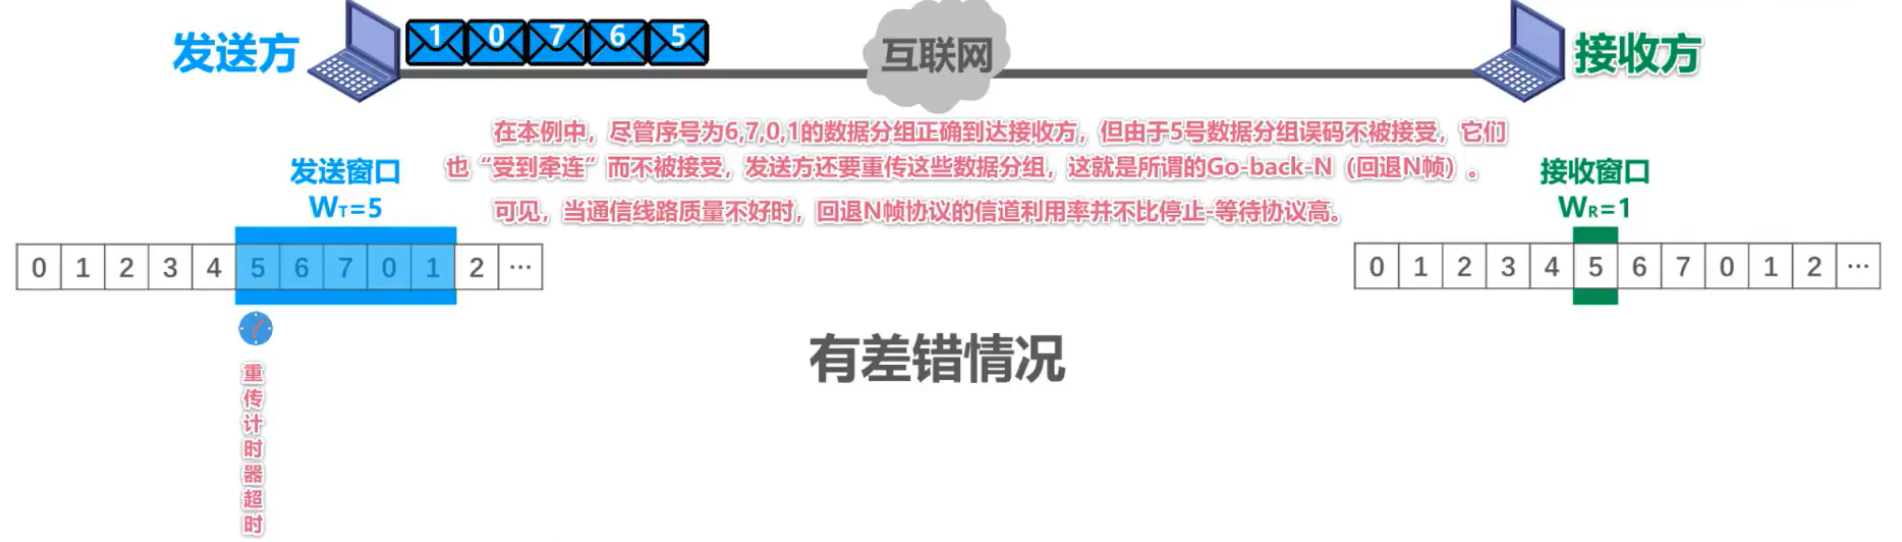 发送方
1 0 7 6 5
互联网
接收方
在本例中，尽管序号为6,7,0,1的数据分组正确到达接收方，但由于5号数据分组误码不被接受，它们
也“受到牵连”而不被接受，发送方还要重传这些数据分组，这就是所谓的Go-back-N（回退N帧）。
可见，当通信线路质量不好时，回退N帧协议的信道利用率并不比停止-等待协议高。
发送窗口
WT=5
接收窗口
WR=1
0 1 2 3 4 5 6 7 0 1 2 ...
0 1 2 3 4 5 6 7 0 1 2 ...
重传计时器超时
有差错情况